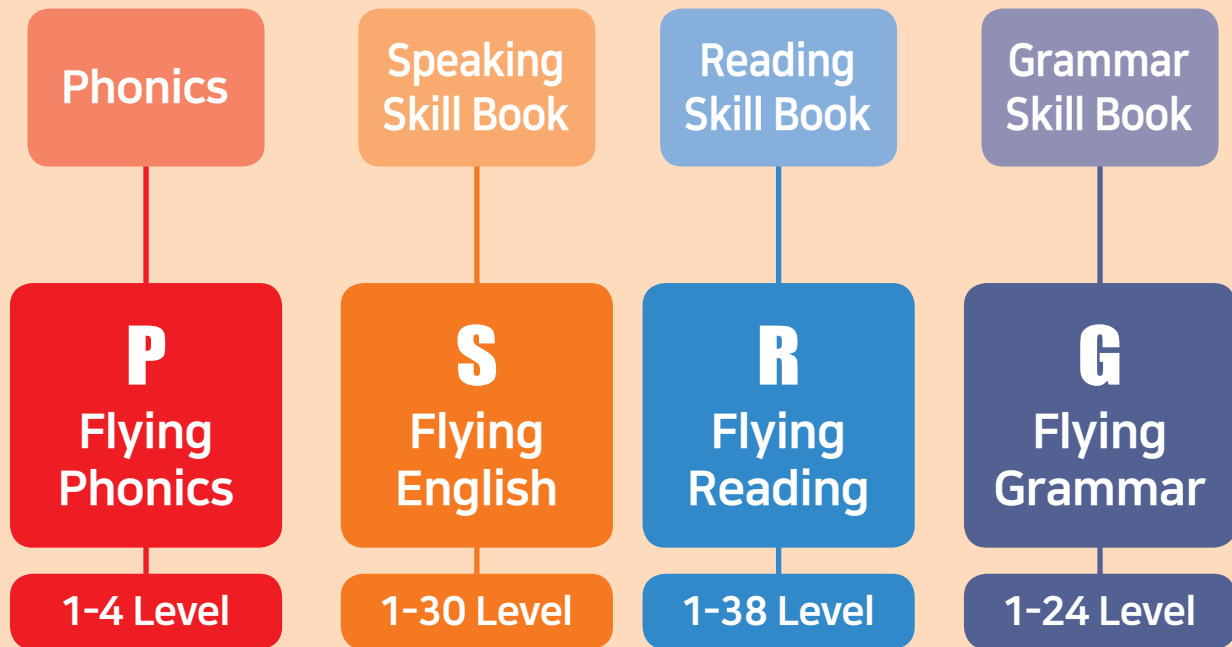 Phonics
Speaking
Skill Book
Reading
Skill Book
Grammar
Skill Book
P
Flying
Phonics
S
Flying
English
R
Flying
Reading
G
Flying
Grammar
1-4 Level
1-30 Level
1-38 Level
1-24 Level